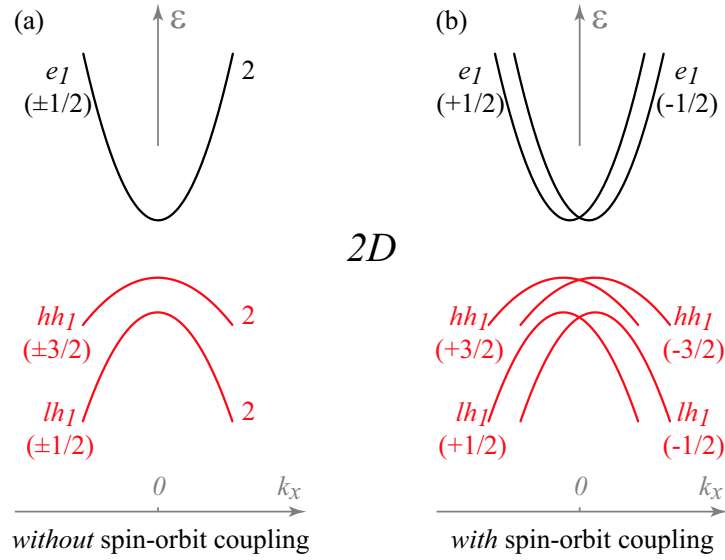 (a)
ε
e1
(±1/2)
2
hh1
(±3/2)
2
lh1
(±1/2)
2
0
kx
without spin-orbit coupling
2D
(b)
ε
e1
(+1/2)
e1
(-1/2)
hh1
(+3/2)
hh1
(-3/2)
lh1
(+1/2)
lh1
(-1/2)
0
kx
with spin-orbit coupling